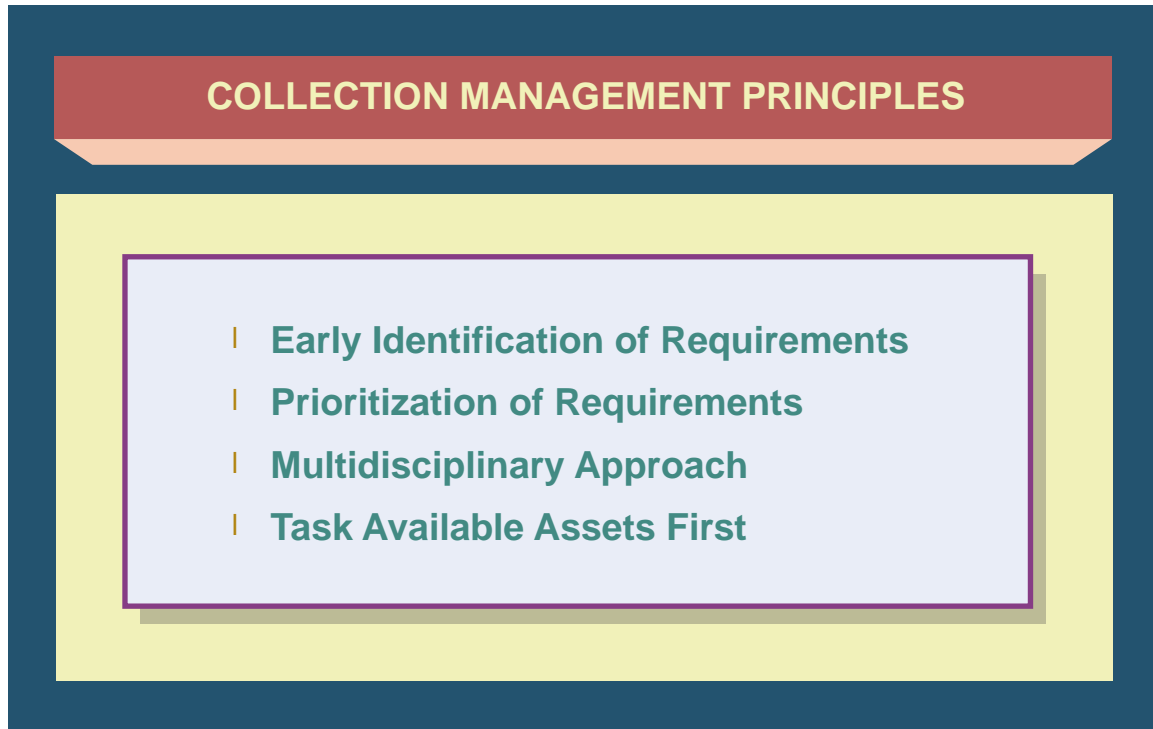 COLLECTION MANAGEMENT PRINCIPLES
l Early Identification of Requirements
l Prioritization of Requirements
l Multidisciplinary Approach
l Task Available Assets First